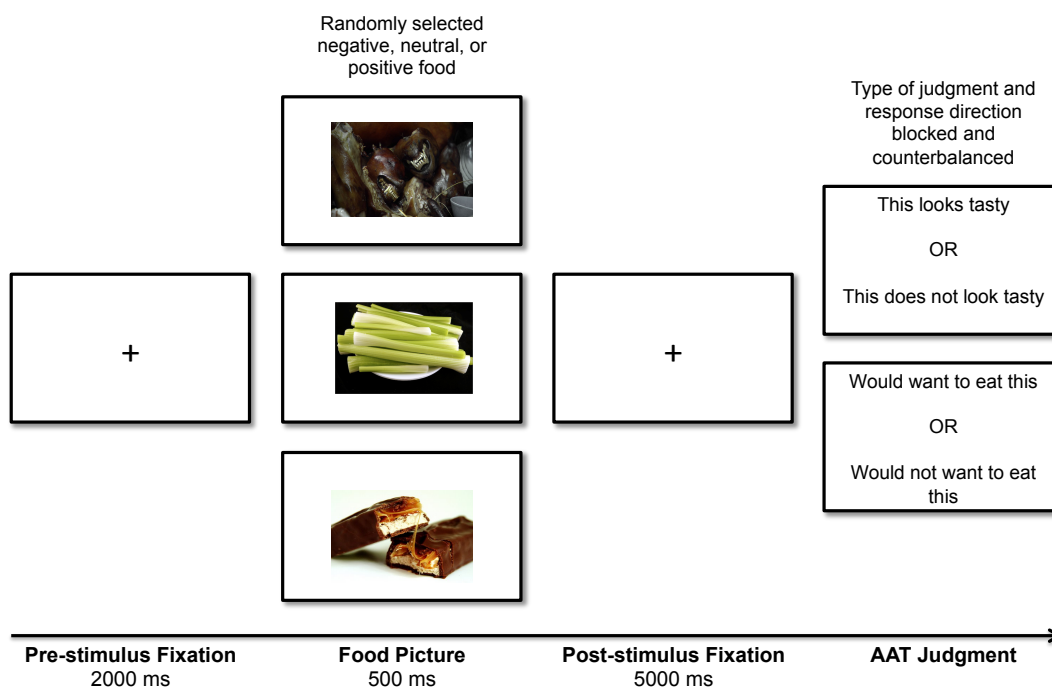 Randomly selected
negative, neutral, or
positive food
Type of judgment and
response direction
blocked and
counterbalanced
This looks tasty
OR
This does not look tasty
+
+
Would want to eat this
OR
Would not want to eat
this
Pre-stimulus Fixation
2000 ms
Food Picture
500 ms
Post-stimulus Fixation
5000 ms
AAT Judgment